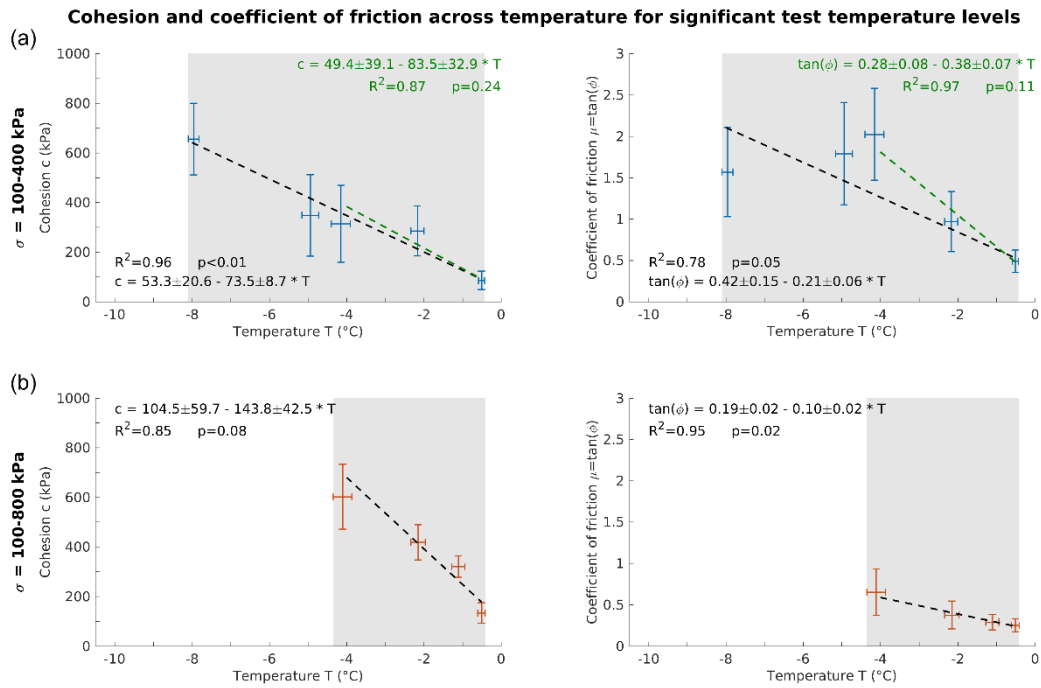 Cohesion and coefficient of friction across temperature for significant test temperature levels
(a)
σ = 100-400 kPa
Cohesion c (kPa)
1000
800
600
400
200
0
c = 49.4±39.1 - 83.5±32.9 * T
R²=0.87 p=0.24
R²=0.96 p<0.01
c = 53.3±20.6 - 73.5±8.7 * T
-10 -8 -6 -4 -2 0
Temperature T (°C)
Coefficient of friction μ=tan(ϕ)
3
2.5
2
1.5
1
0.5
0
tan(ϕ) = 0.28±0.08 - 0.38±0.07 * T
R²=0.97 p=0.11
R²=0.78 p=0.05
tan(ϕ) = 0.42±0.15 - 0.21±0.06 * T
-10 -8 -6 -4 -2 0
Temperature T (°C)
(b)
σ = 100-800 kPa
Cohesion c (kPa)
1000
800
600
400
200
0
c = 104.5±59.7 - 143.8±42.5 * T
R²=0.85 p=0.08
-10 -8 -6 -4 -2 0
Temperature T (°C)
Coefficient of friction μ=tan(ϕ)
3
2.5
2
1.5
1
0.5
0
tan(ϕ) = 0.19±0.02 - 0.10±0.02 * T
R²=0.95 p=0.02
-10 -8 -6 -4 -2 0
Temperature T (°C)